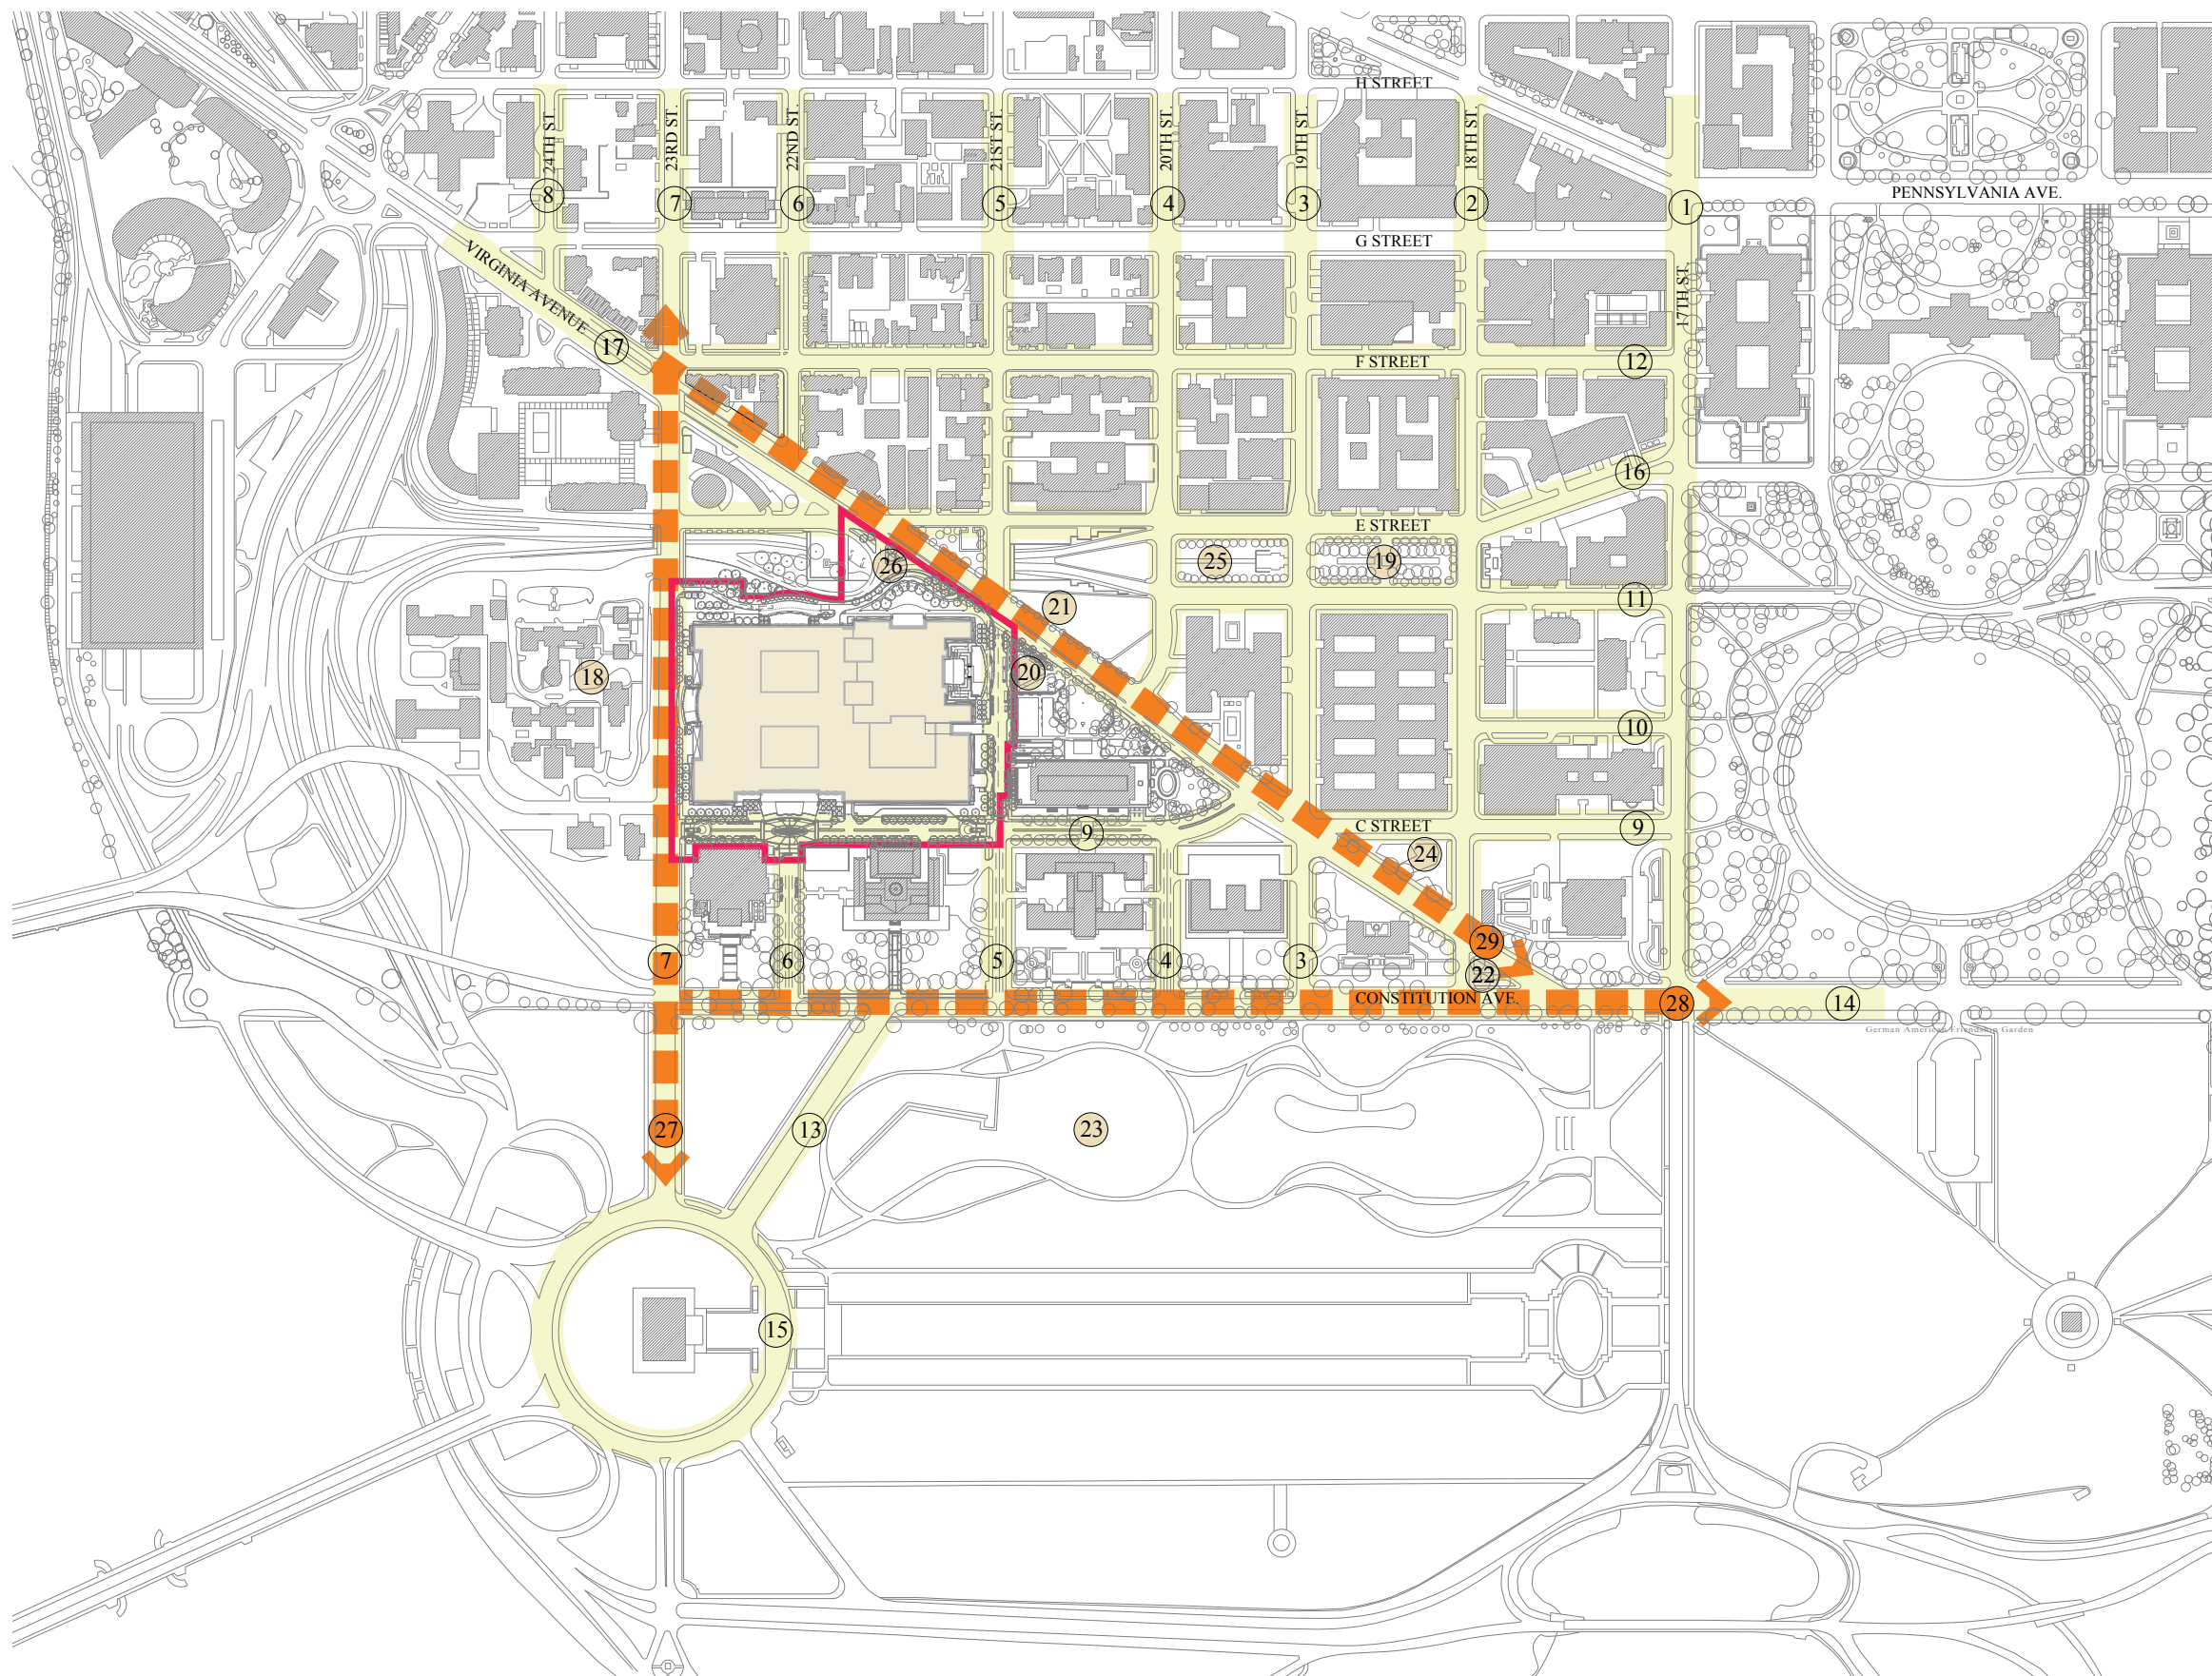 H STREET
24TH ST.
23RD ST.
22ND ST.
21ST ST.
20TH ST.
19TH ST.
18TH ST.
PENNSYLVANIA AVE.
8
7
6
5
4
3
2
1
G STREET
VIRGINIA AVENUE
17TH ST.
17
F STREET
12
16
E STREET
26
25
19
21
11
18
20
10
9
C STREET
9
24
29
7
6
5
4
3
22
CONSTITUTION AVE.
28
14
German American Friendship Garden
27
13
23
15